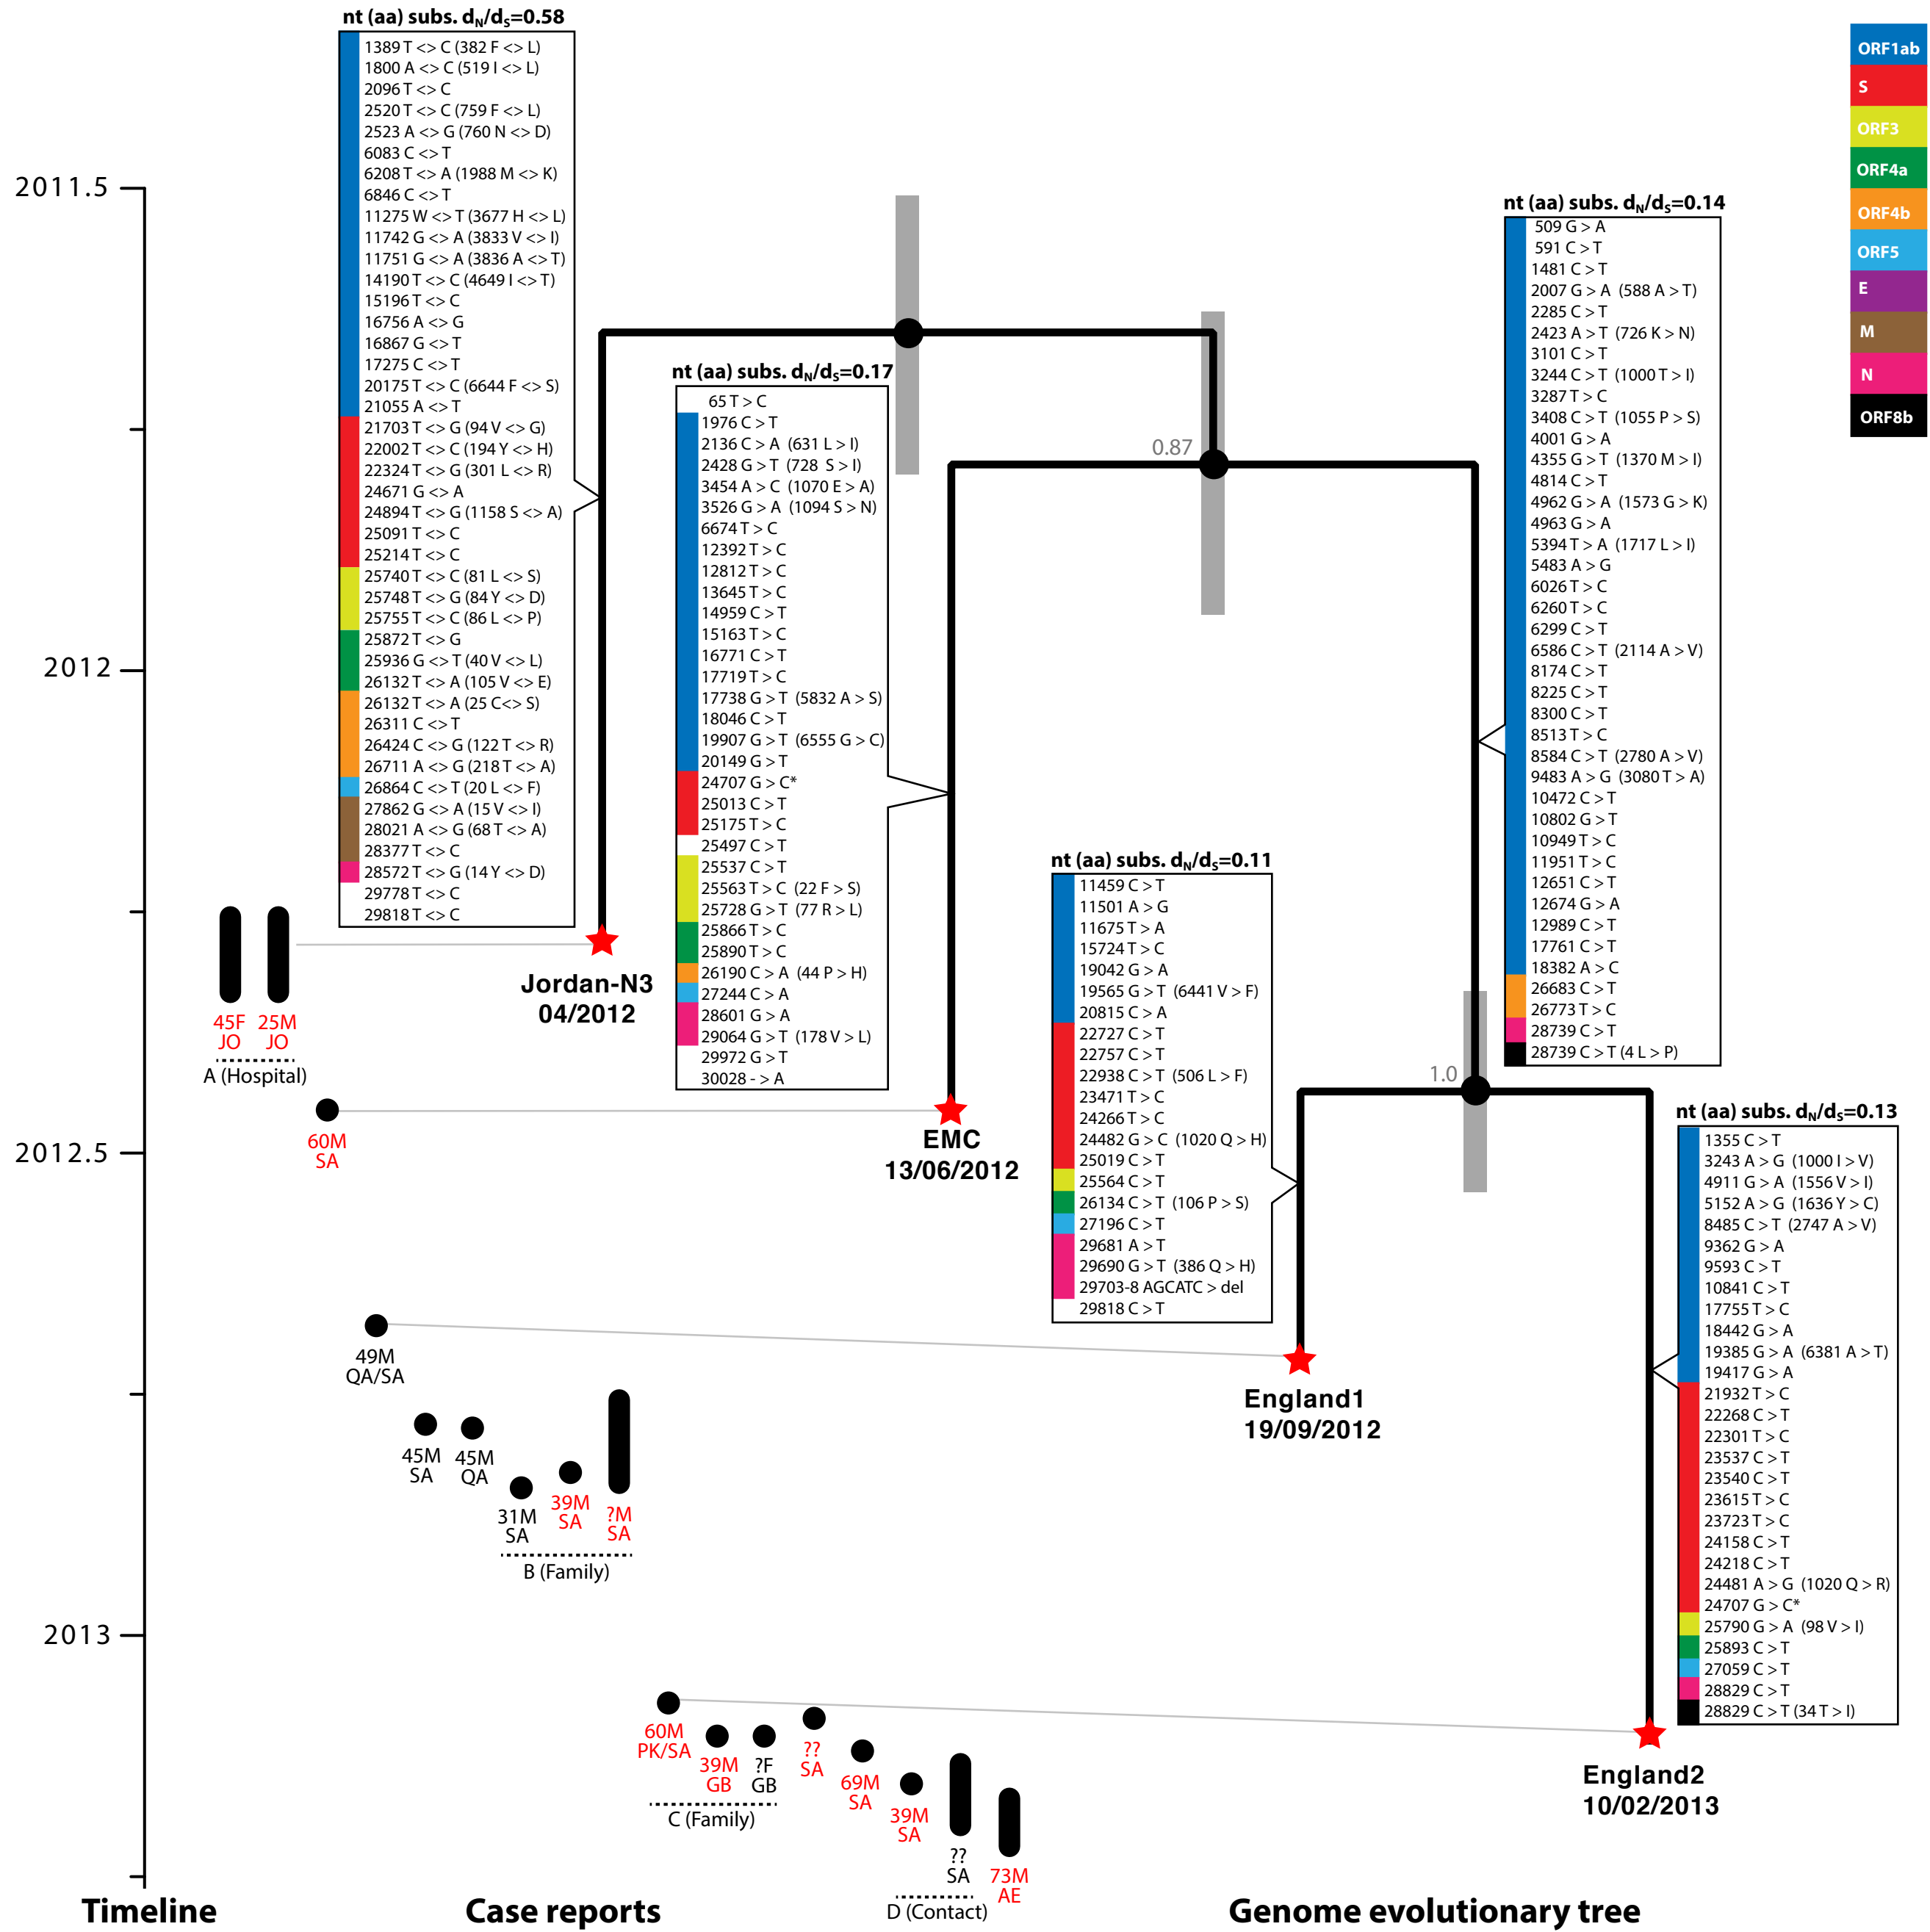 nt (aa) subs. dN/dS=0.58
1389 T <> C (382 F <> L)
1800 A <> C (519 I <> L)
2096 T <> C
2520 T <> C (759 F <> L)
2523 A <> G (760 N <> D)
6083 C <> T
6208 T <> A (1988 M <> K)
6846 C <> T
11275 W <> T (3677 H <> L)
11742 G <> A (3833 V <> I)
11751 G <> A (3836 A <> T)
14190 T <> C (4649 I <> T)
15196 T <> C
16756 A <> G
16867 G <> T
17275 C <> T
20175 T <> C (6644 F <> S)
21055 A <> T
21703 T <> G (94 V <> G)
22002 T <> C (194 Y <> H)
22324 T <> G (301 L <> R)
24671 G <> A
24894 T <> G (1158 S <> A)
25091 T <> C
25214 T <> C
25740 T <> C (81 L <> S)
25748 T <> G (84 Y <> D)
25755 T <> C (86 L <> P)
25872 T <> G
25936 G <> T (40 V <> L)
26132 T <> A (105 V <> E)
26132 T <> A (25 C<> S)
26311 C <> T
26424 C <> G (122 T <> R)
26711 A <> G (218 T <> A)
26864 C <> T (20 L <> F)
27862 G <> A (15 V <> I)
28021 A <> G (68 T <> A)
28377 T <> C
28572 T <> G (14 Y <> D)
29778 T <> C
29818 T <> C
nt (aa) subs. dN/dS=0.17
65 T > C
1976 C > T
2136 C > A (631 L > I)
2428 G > T (728 S > I)
3454 A > C (1070 E > A)
3526 G > A (1094 S > N)
6674 T > C
12392 T > C
12812 T > C
13645 T > C
14959 C > T
15163 T > C
16771 C > T
17719 T > C
17738 G > T (5832 A > S)
18046 C > T
19907 G > T (6555 G > C)
20149 G > T
24707 G > C*
25013 C > T
25175 T > C
25497 C > T
25537 C > T
25563 T > C (22 F > S)
25728 G > T (77 R > L)
25866 T > C
25890 T > C
26190 C > A (44 P > H)
27244 C > A
28601 G > A
29064 G > T (178 V > L)
29972 G > T
30028 - > A
nt (aa) subs. dN/dS=0.14
509 G > A
591 C > T
1481 C > T
2007 G > A (588 A > T)
2285 C > T
2423 A > T (726 K > N)
3101 C > T
3244 C > T (1000 T > I)
3287 T > C
3408 C > T (1055 P > S)
4001 G > A
4355 G > T (1370 M > I)
4814 C > T
4962 G > A (1573 G > K)
4963 G > A
5394 T > A (1717 L > I)
5483 A > G
6026 T > C
6260 T > C
6299 C > T
6586 C > T (2114 A > V)
8174 C > T
8225 C > T
8300 C > T
8513 T > C
8584 C > T (2780 A > V)
9483 A > G (3080 T > A)
10472 C > T
10802 G > T
10949 T > C
11951 T > C
12651 C > T
12674 G > A
12989 C > T
17761 C > T
18382 A > C
26683 C > T
26773 T > C
28739 C > T
28739 C > T (4 L > P)
nt (aa) subs. dN/dS=0.11
11459 C > T
11501 A > G
11675 T > A
15724 T > C
19042 G > A
19565 G > T (6441 V > F)
20815 C > A
22727 C > T
22757 C > T
22938 C > T (506 L > F)
23471 T > C
24266 T > C
24482 G > C (1020 Q > H)
25019 C > T
25564 C > T
26134 C > T (106 P > S)
27196 C > T
29681 A > T
29690 G > T (386 Q > H)
29703-8 AGCATC > del
29818 C > T
nt (aa) subs. dN/dS=0.13
1355 C > T
3243 A > G (1000 I > V)
4911 G > A (1556 V > I)
5152 A > G (1636 Y > C)
8485 C > T (2747 A > V)
9362 G > A
9593 C > T
10841 C > T
17755 T > C
18442 G > A
19385 G > A (6381 A > T)
19417 G > A
21932 T > C
22268 C > T
22301 T > C
23537 C > T
23540 C > T
23615 T > C
23723 T > C
24158 C > T
24218 C > T
24481 A > G (1020 Q > R)
24707 G > C*
25790 G > A (98 V > I)
25893 C > T
27059 C > T
28829 C > T
28829 C > T (34 T > I)
ORF1ab
S
ORF3
ORF4a
ORF4b
ORF5
E
M
N
ORF8b
2011.5
2012
2012.5
2013
0.87
1.0
Jordan-N3
04/2012
EMC
13/06/2012
England1
19/09/2012
England2
10/02/2013
45F
JO
25M
JO
A (Hospital)
60M
SA
49M
QA/SA
45M
SA
45M
QA
31M
SA
39M
SA
?M
SA
B (Family)
60M
PK/SA
39M
GB
?F
GB
C (Family)
??
SA
69M
SA
39M
SA
??
SA
D (Contact)
73M
AE
Timeline
Case reports
Genome evolutionary tree